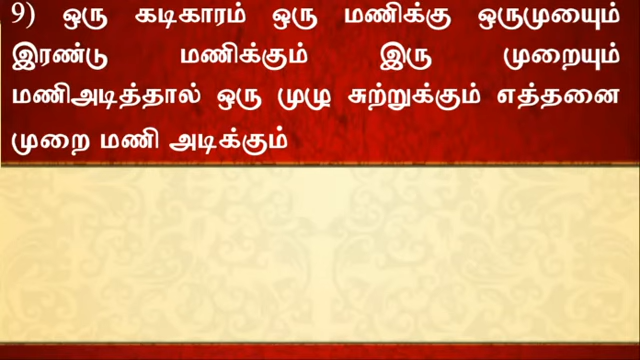 9) ஒரு கடிகாரம் ஒரு மணிக்கு ஒருமுயையும்
இரண்டு மணிக்கும் இரு முறையும்
மணிஅடித்தால் ஒரு முழு சுற்றுக்கும் எத்தனை
முறை மணி அடிக்கும்